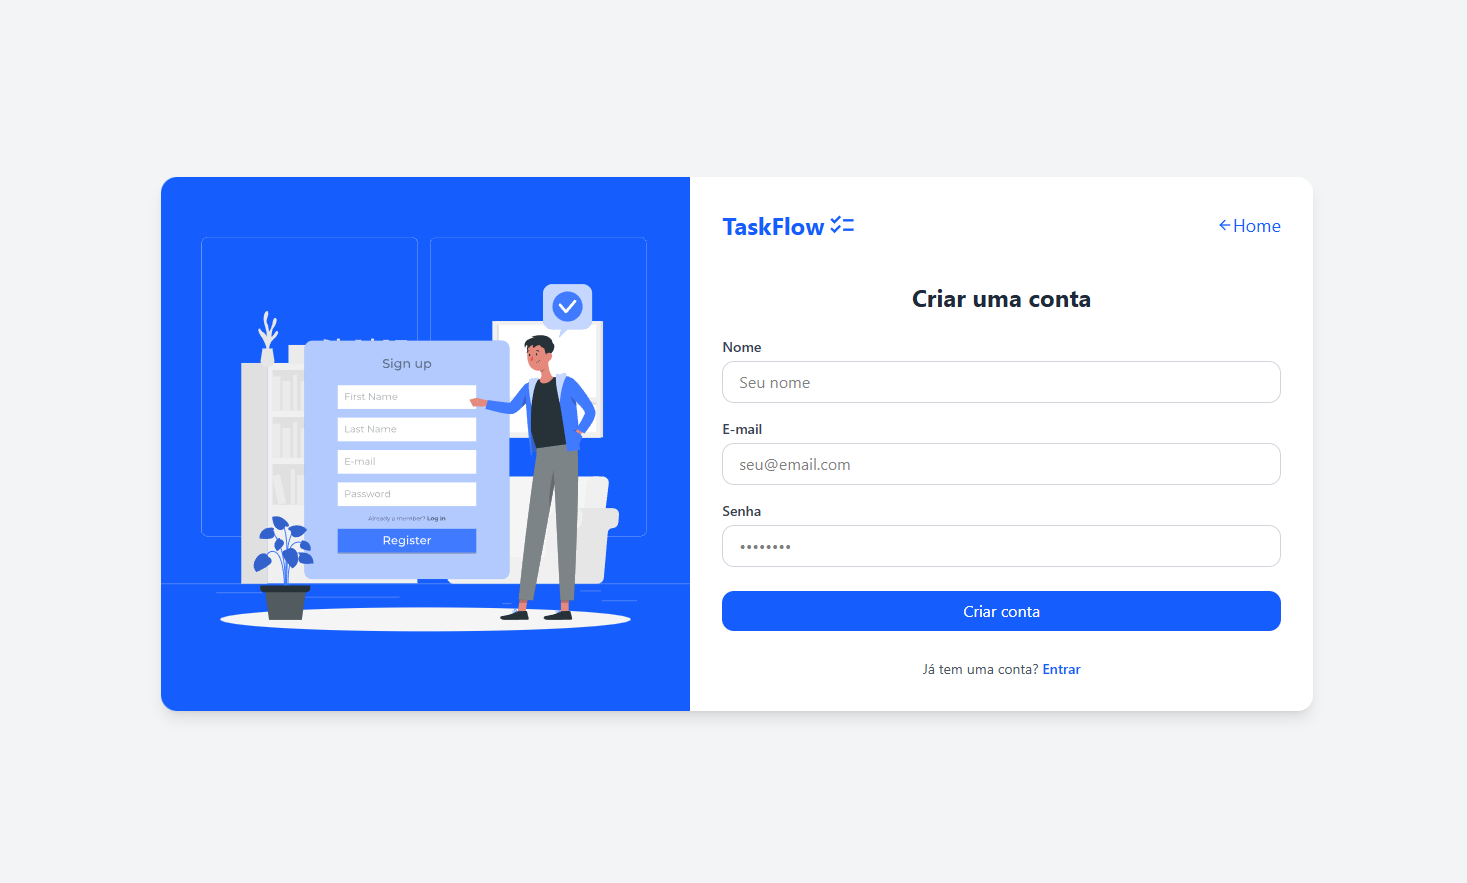 Sign up
First Name
Last Name
E-mail
Password
Already a member? Log in
Register
TaskFlow
Home
Criar uma conta
Nome
Seu nome
E-mail
seu@email.com
Senha
••••••••
Criar conta
Já tem uma conta? Entrar